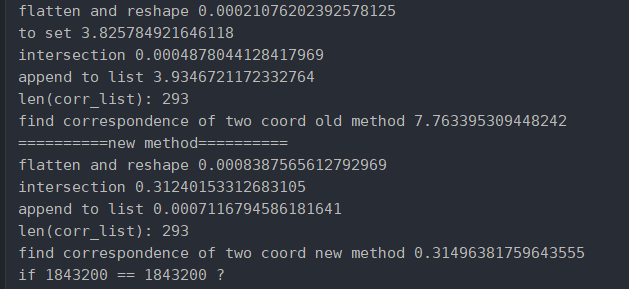 flatten and reshape 0.00021076202392578125
to set 3.825784921646118
intersection 0.0004878044128417969
append to list 3.9346721172332764
len(corr_list): 293
find correspondence of two coord old method 7.763395309448242
==========new method==========
flatten and reshape 0.0008387565612792969
intersection 0.31240153312683105
append to list 0.0007116794586181641
len(corr_list): 293
find correspondence of two coord new method 0.31496381759643555
if 1843200 == 1843200 ?